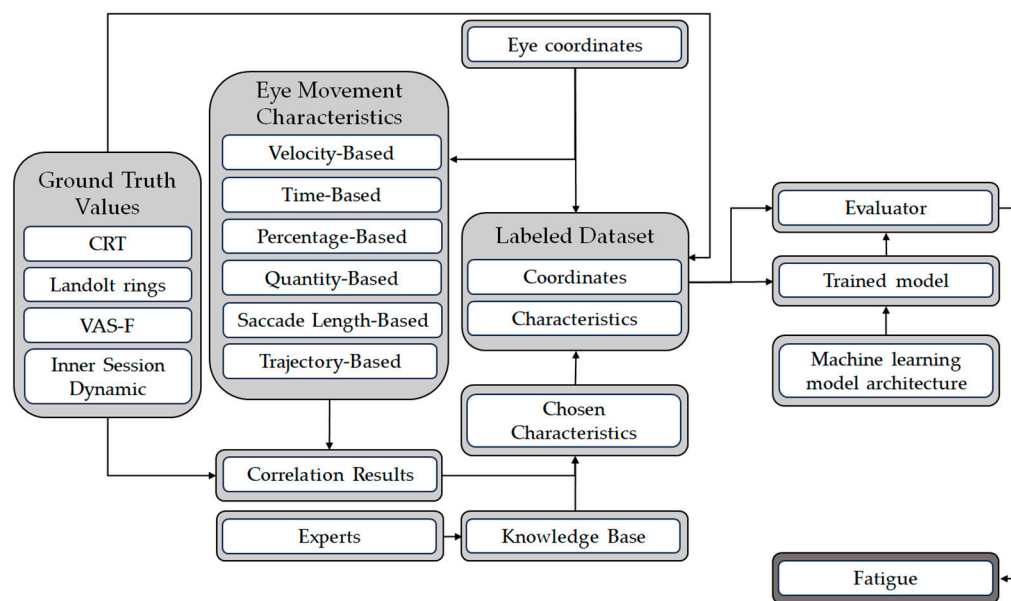 Eye coordinates
Eye Movement
Characteristics
Velocity-Based
Time-Based
Percentage-Based
Quantity-Based
Saccade Length-Based
Trajectory-Based
Ground Truth
Values
CRT
Landolt rings
VAS-F
Inner Session
Dynamic
Labeled Dataset
Coordinates
Characteristics
Evaluator
Trained model
Machine learning
model architecture
Chosen
Characteristics
Correlation Results
Experts
Knowledge Base
Fatigue